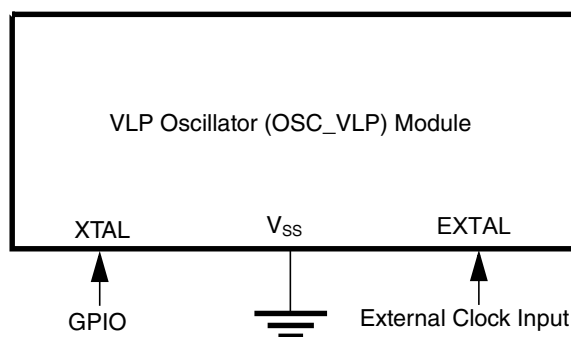 VLP Oscillator (OSC_VLP) Module
XTAL VSS EXTAL
GPIO External Clock Input